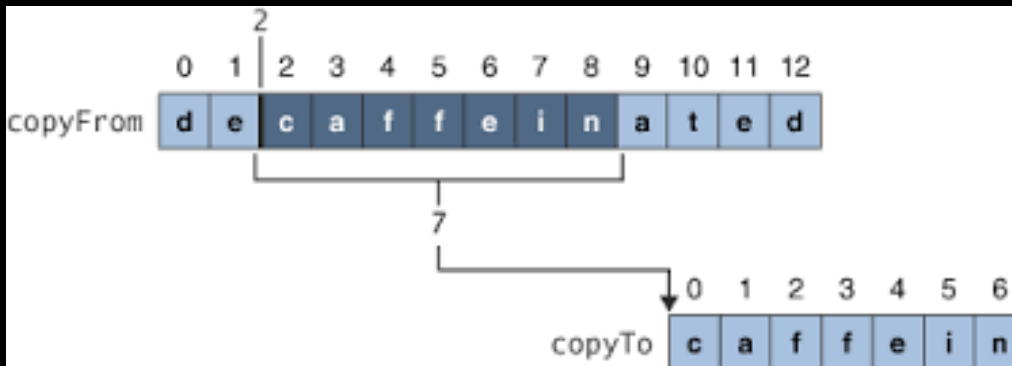 2
0 1 2 3 4 5 6 7 8 9 10 11 12
copyFrom d e c a f f e i n a t e d
7
0 1 2 3 4 5 6
copyTo c a f f e i n